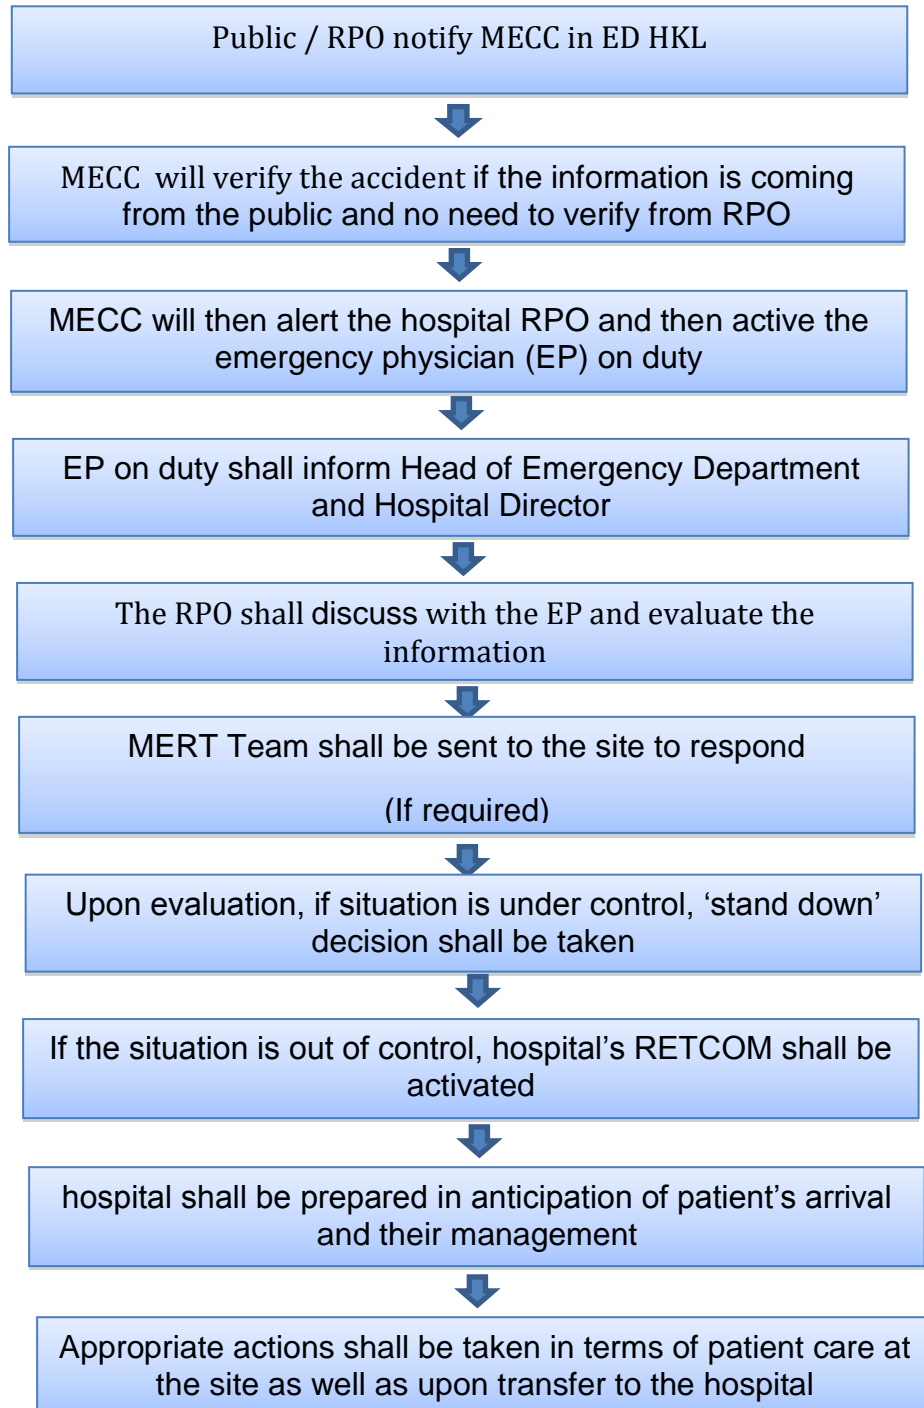 Public / RPO notify MECC in ED HKL
MECC will verify the accident if the information is coming
from the public and no need to verify from RPO
MECC will then alert the hospital RPO and then active the
emergency physician (EP) on duty
EP on duty shall inform Head of Emergency Department
and Hospital Director
The RPO shall discuss with the EP and evaluate the
information
MERT Team shall be sent to the site to respond
(If required)
Upon evaluation, if situation is under control, ‘stand down’
decision shall be taken
If the situation is out of control, hospital’s RETCOM shall be
activated
hospital shall be prepared in anticipation of patient’s arrival
and their management
Appropriate actions shall be taken in terms of patient care at
the site as well as upon transfer to the hospital